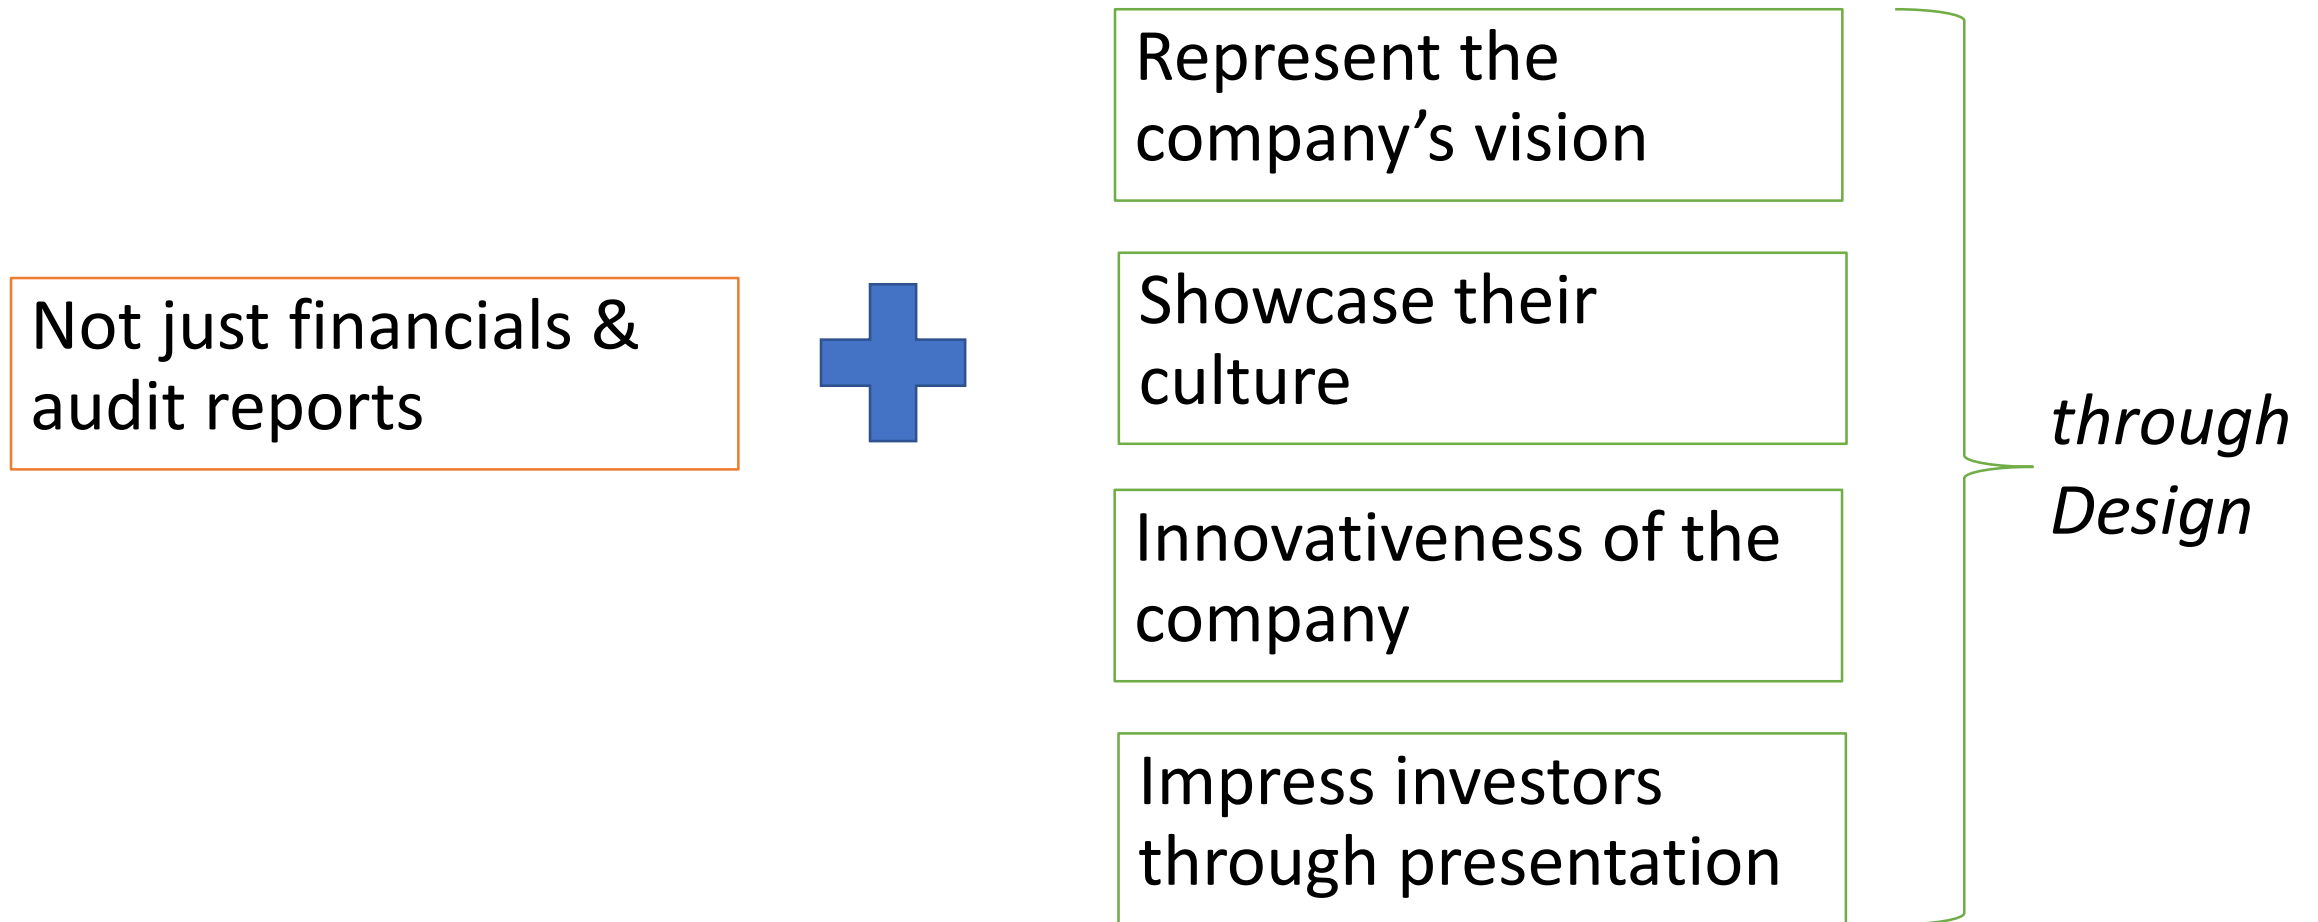 Not just financials &
audit reports
Represent the
company’s vision
Showcase their
culture
Innovativeness of the
company
Impress investors
through presentation
through
Design